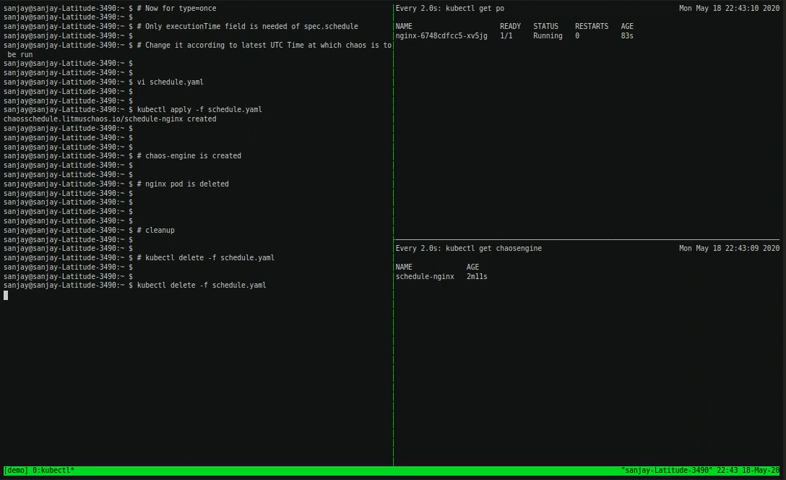 sanjay@sanjay-Latitude-3490:~ $ # Now for type=once
sanjay@sanjay-Latitude-3490:~ $
sanjay@sanjay-Latitude-3490:~ $ # Only executionTime field is needed of spec.schedule
sanjay@sanjay-Latitude-3490:~ $
sanjay@sanjay-Latitude-3490:~ $ # Change it according to latest UTC Time at which chaos is to
be run
sanjay@sanjay-Latitude-3490:~ $
sanjay@sanjay-Latitude-3490:~ $
sanjay@sanjay-Latitude-3490:~ $ vi schedule.yaml
sanjay@sanjay-Latitude-3490:~ $
sanjay@sanjay-Latitude-3490:~ $
sanjay@sanjay-Latitude-3490:~ $ kubectl apply -f schedule.yaml
chaosschedule.litmuschaos.io/schedule-nginx created
sanjay@sanjay-Latitude-3490:~ $
sanjay@sanjay-Latitude-3490:~ $
sanjay@sanjay-Latitude-3490:~ $
sanjay@sanjay-Latitude-3490:~ $ # chaos-engine is created
sanjay@sanjay-Latitude-3490:~ $
sanjay@sanjay-Latitude-3490:~ $
sanjay@sanjay-Latitude-3490:~ $ # nginx pod is deleted
sanjay@sanjay-Latitude-3490:~ $
sanjay@sanjay-Latitude-3490:~ $
sanjay@sanjay-Latitude-3490:~ $
sanjay@sanjay-Latitude-3490:~ $
sanjay@sanjay-Latitude-3490:~ $ # cleanup
sanjay@sanjay-Latitude-3490:~ $
sanjay@sanjay-Latitude-3490:~ $
sanjay@sanjay-Latitude-3490:~ $ # kubectl delete -f schedule.yaml
sanjay@sanjay-Latitude-3490:~ $
sanjay@sanjay-Latitude-3490:~ $
sanjay@sanjay-Latitude-3490:~ $ kubectl delete -f schedule.yaml
Every 2.0s: kubectl get po Mon May 18 22:43:10 2020
NAME READY STATUS RESTARTS AGE
nginx-6748cdfcc5-xv5jg 1/1 Running 0 83s
Every 2.0s: kubectl get chaosengine Mon May 18 22:43:09 2020
NAME AGE
schedule-nginx 2m11s
[demo] 0:kubectl* "sanjay-Latitude-3490" 22:43 18-May-20